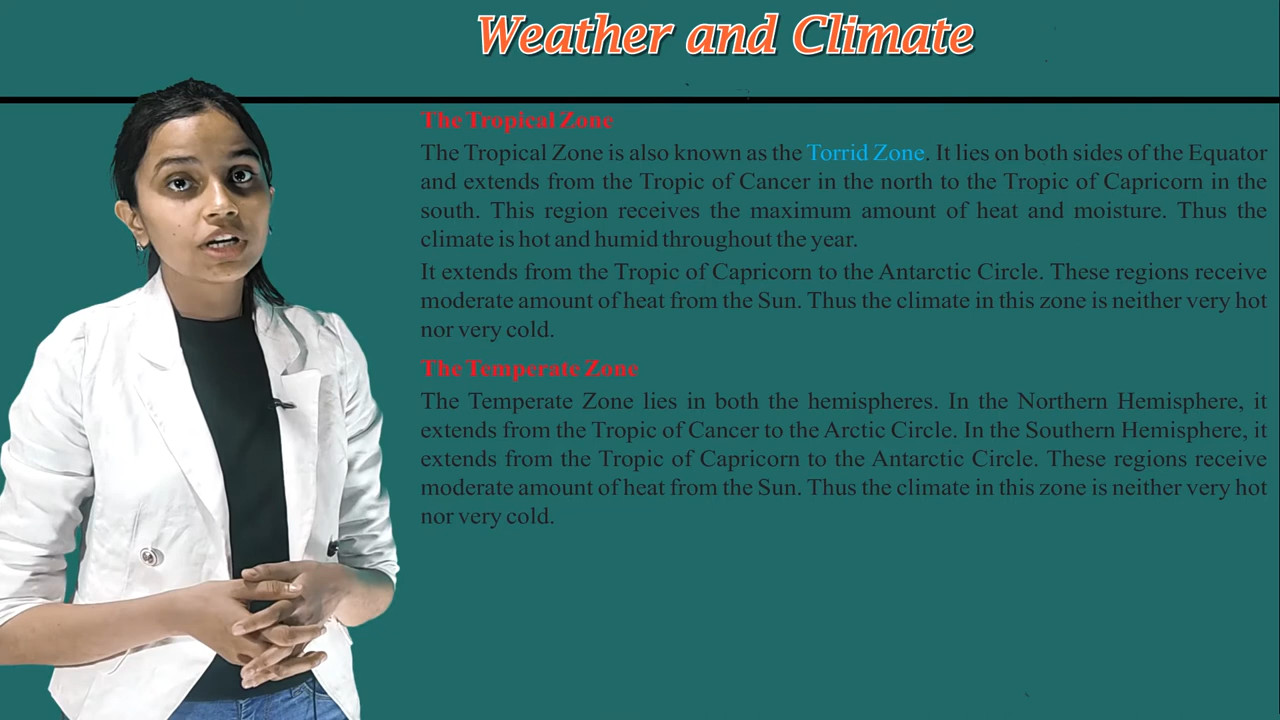 Weather and Climate
The Tropical Zone
The Tropical Zone is also known as the Torrid Zone. It lies on both sides of the Equator
and extends from the Tropic of Cancer in the north to the Tropic of Capricorn in the
south. This region receives the maximum amount of heat and moisture. Thus the
climate is hot and humid throughout the year.
It extends from the Tropic of Capricorn to the Antarctic Circle. These regions receive
moderate amount of heat from the Sun. Thus the climate in this zone is neither very hot
nor very cold.
The Temperate Zone
The Temperate Zone lies in both the hemispheres. In the Northern Hemisphere, it
extends from the Tropic of Cancer to the Arctic Circle. In the Southern Hemisphere, it
extends from the Tropic of Capricorn to the Antarctic Circle. These regions receive
moderate amount of heat from the Sun. Thus the climate in this zone is neither very hot
nor very cold.